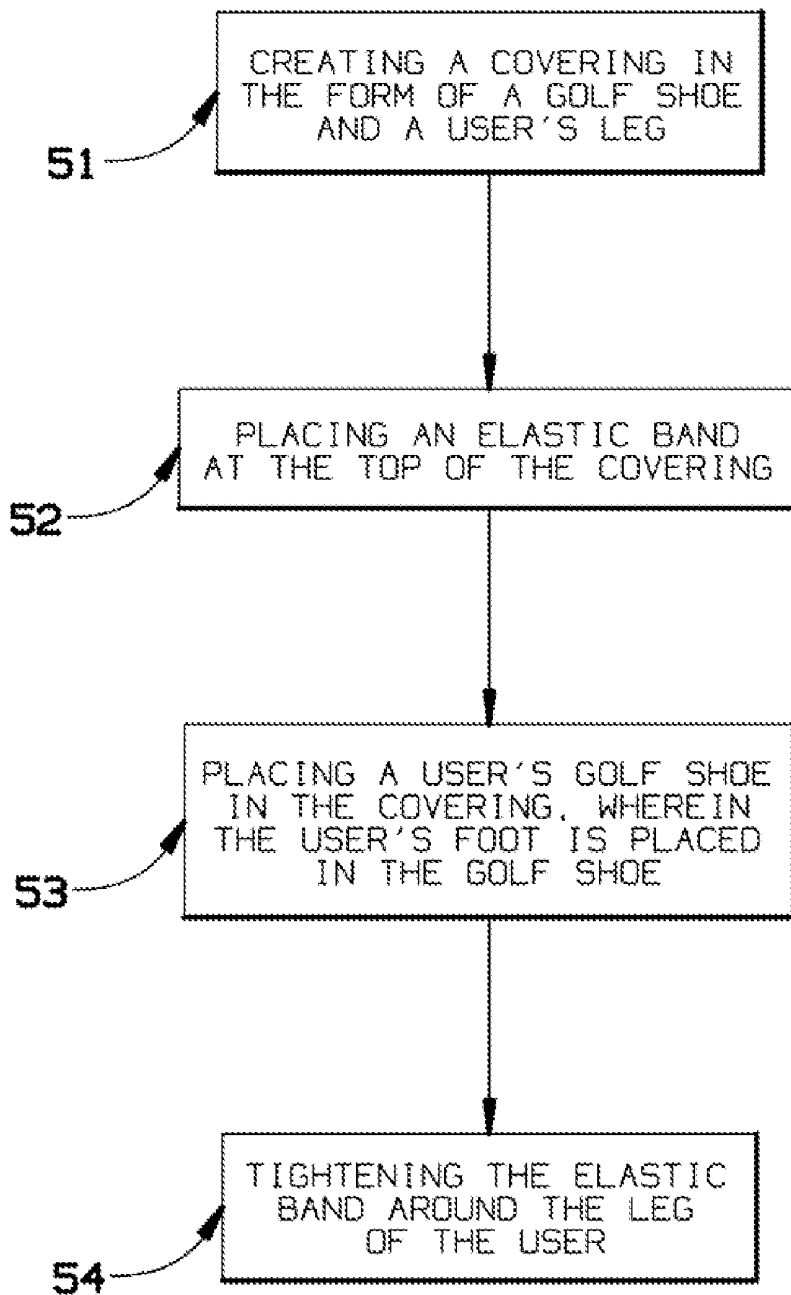 CREATING A COVERING IN
THE FORM OF A GOLF SHOE
AND A USER'S LEG
51
PLACING AN ELASTIC BAND
AT THE TOP OF THE COVERING
52
PLACING A USER'S GOLF SHOE
IN THE COVERING, WHEREIN
THE USER'S FOOT IS PLACED
IN THE GOLF SHOE
53
TIGHTENING THE ELASTIC
BAND AROUND THE LEG
OF THE USER
54